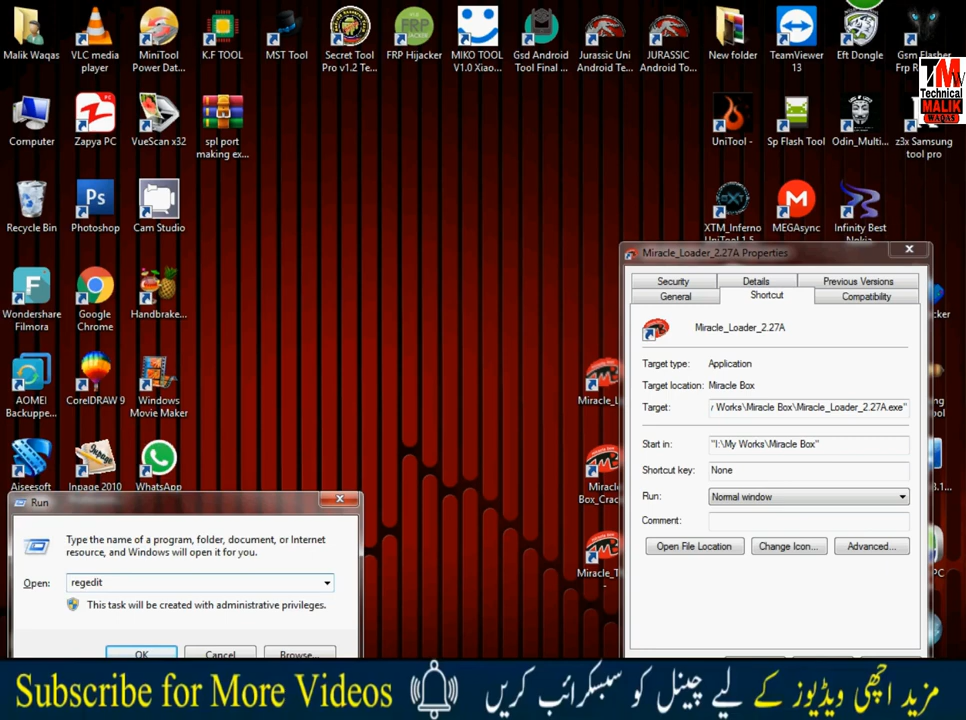 Malik Waqas
VLC media player
MiniTool Power Dat...
K.F TOOL
MST Tool
Secret Tool Pro v1.2 Te...
FRP Hijacker
MIKO TOOL V1.0 Xiao...
Gsd Android Tool Final ...
Jurassic Uni Android Te...
JURASSIC Android To...
New folder
TeamViewer 13
Eft Dongle
Gsm Flasher
Frp
Technical
MALIK
WAQAS
Computer
Zapya PC
VueScan x32
spl port making ex...
UniTool -
Sp Flash Tool
Odin_Multi...
z3x Samsung tool pro
Recycle Bin
Photoshop
Cam Studio
XTM_Inferno
UniTool 1.5
MEGAsync
Infinity Best
Nokia
Wondershare Filmora
Google Chrome
Handbrake...
AOMEI Backuppe...
CorelDRAW 9
Windows Movie Maker
Aiseesoft
Inpage 2010
WhatsApp
Miracle_L
Miracle
Box_Crac
Miracle_T
Miracle_Loader_2.27A Properties
Security
Details
Previous Versions
General
Shortcut
Compatibility
Miracle_Loader_2.27A
Target type: Application
Target location: Miracle Box
Target: Works\Miracle Box\Miracle_Loader_2.27A.exe"
Start in: "I:\My Works\Miracle Box"
Shortcut key: None
Run: Normal window
Comment:
Open File Location
Change Icon...
Advanced...
Run
Type the name of a program, folder, document, or Internet
resource, and Windows will open it for you.
Open: regedit
This task will be created with administrative privileges.
OK
Cancel
Browse...
Subscribe for More Videos
مزید اچھی ویڈیوز کے لیے چینل کو سبسکرائب کریں